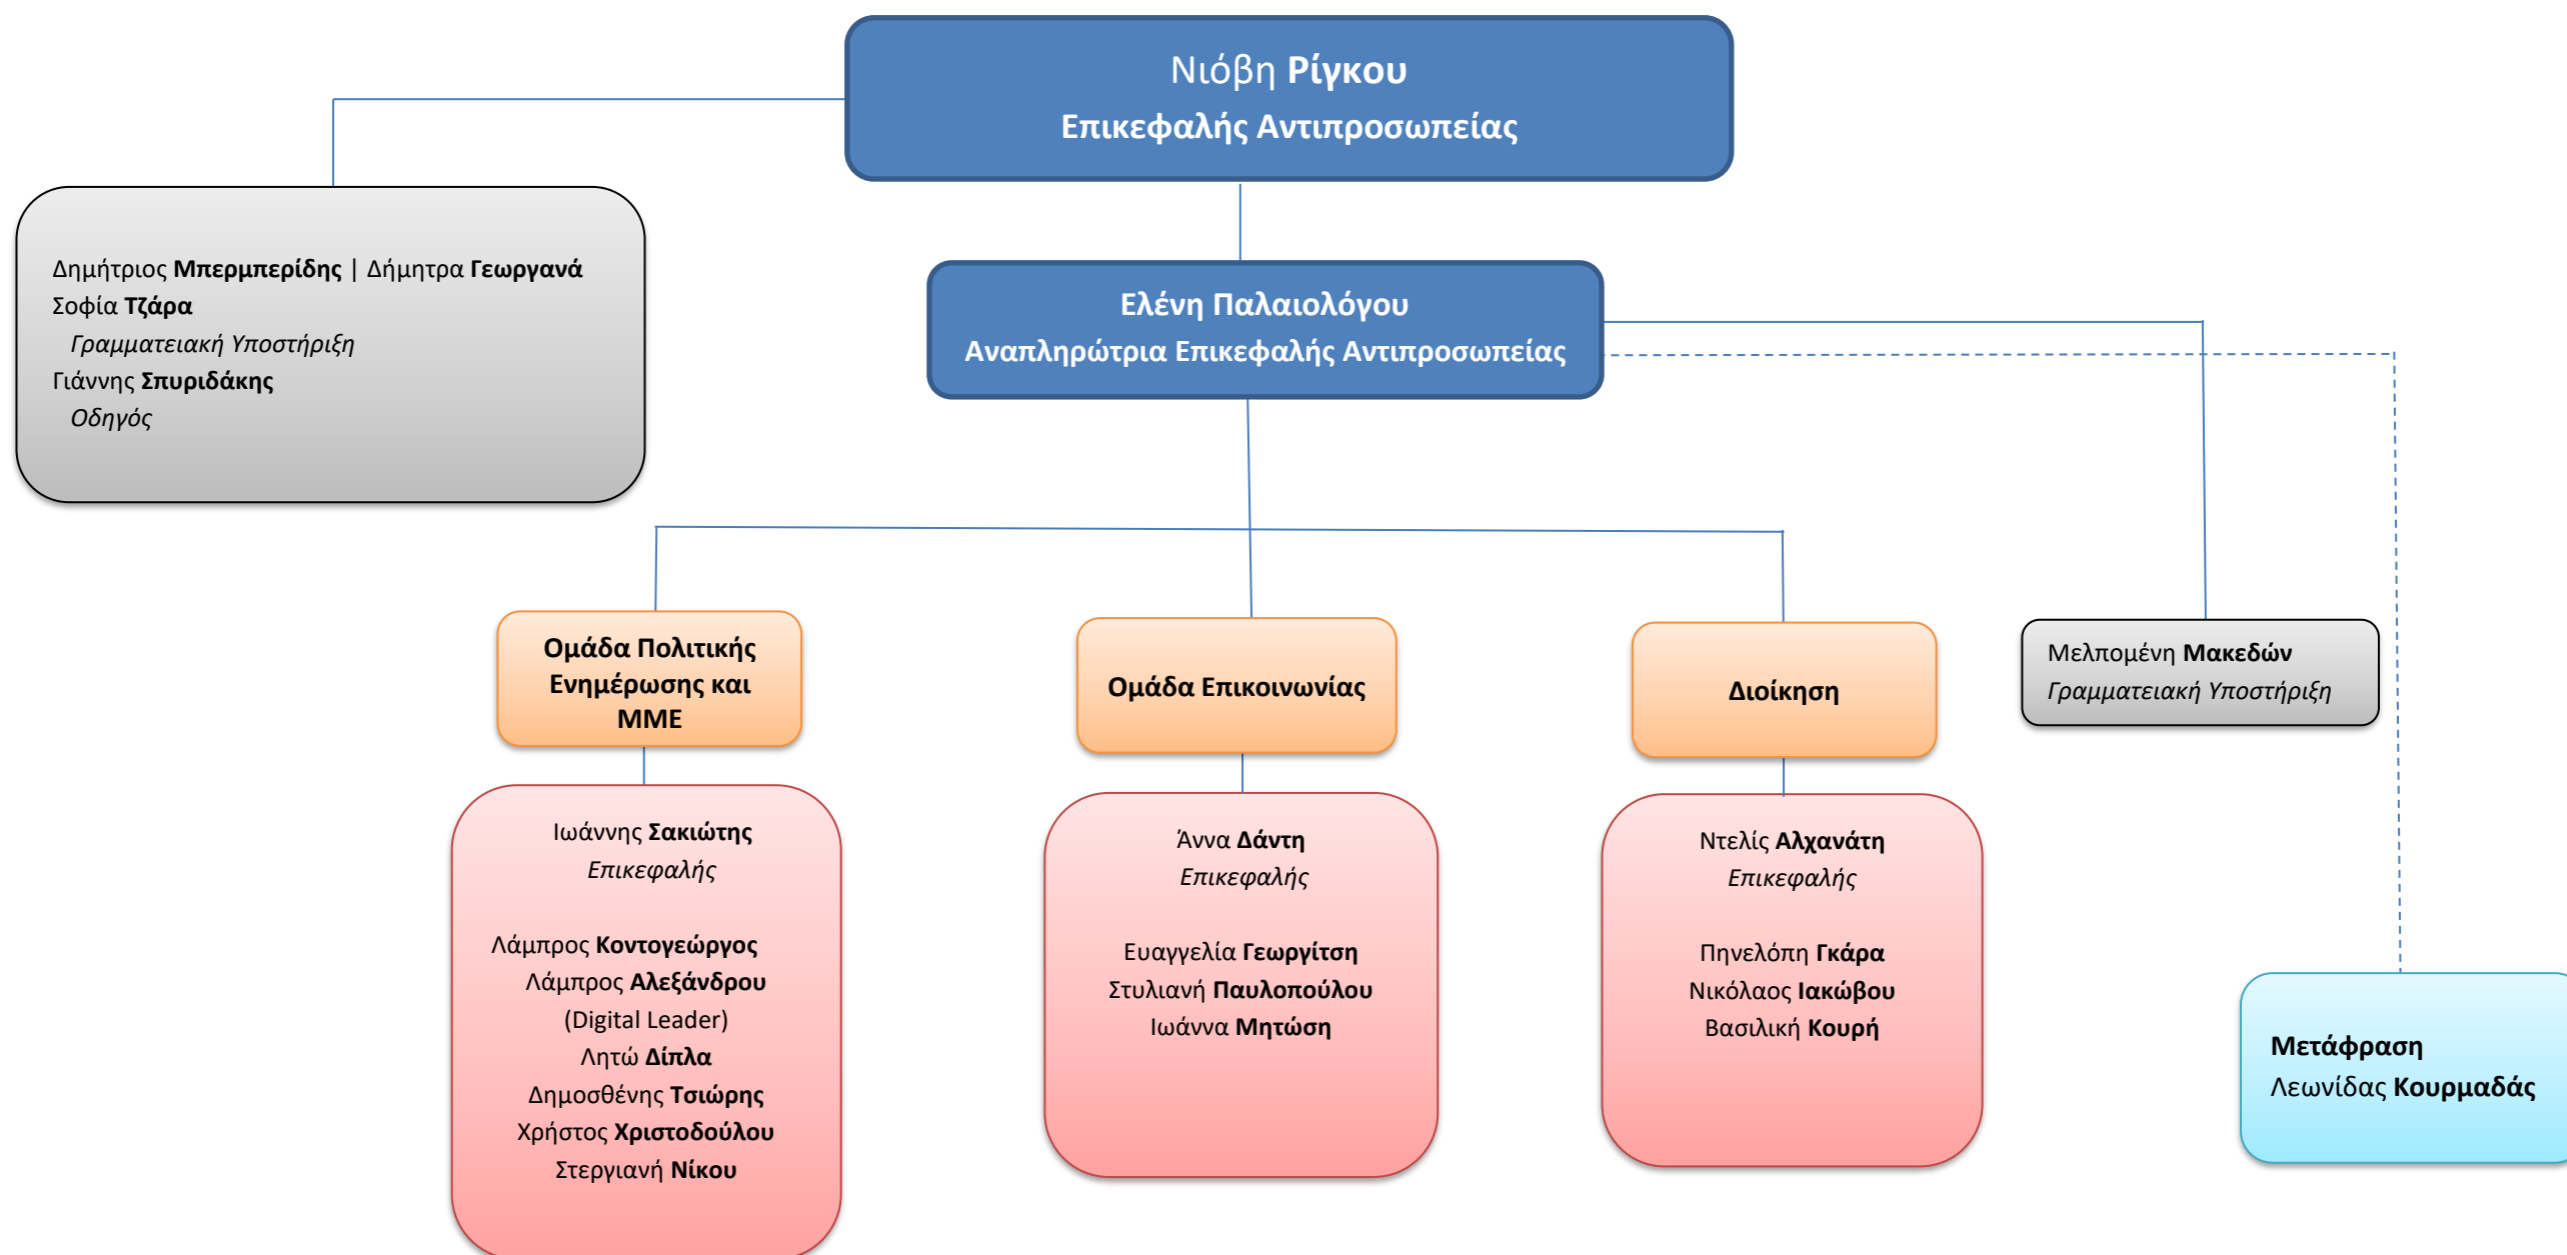 Νιόβη Ρίγκου
Επικεφαλής Αντιπροσωπείας
Δημήτριος Μπερμπερίδης | Δήμητρα Γεωργανά
Σοφία Τζάρα
Γραμματειακή Υποστήριξη
Γιάννης Σπυριδάκης
Οδηγός
Ελένη Παλαιολόγου
Αναπληρώτρια Επικεφαλής Αντιπροσωπείας
Ομάδα Πολιτικής
Ενημέρωσης και
ΜΜΕ
Ιωάννης Σακιώτης
Επικεφαλής
Λάμπρος Κοντογεώργος
Λάμπρος Αλεξάνδρου
(Digital Leader)
Λητώ Δίπλα
Δημοσθένης Τσιώρης
Χρήστος Χριστοδούλου
Στεργιανή Νίκου
Ομάδα Επικοινωνίας
Άννα Δάντη
Επικεφαλής
Ευαγγελία Γεωργίτση
Στυλιανή Παυλοπούλου
Ιωάννα Μητώση
Διοίκηση
Ντελίς Αλχανάτη
Επικεφαλής
Πηνελόπη Γκάρα
Νικόλαος Ιακώβου
Βασιλική Κουρή
Μελπομένη Μακεδών
Γραμματειακή Υποστήριξη
Μετάφραση
Λεωνίδας Κουρμαδάς